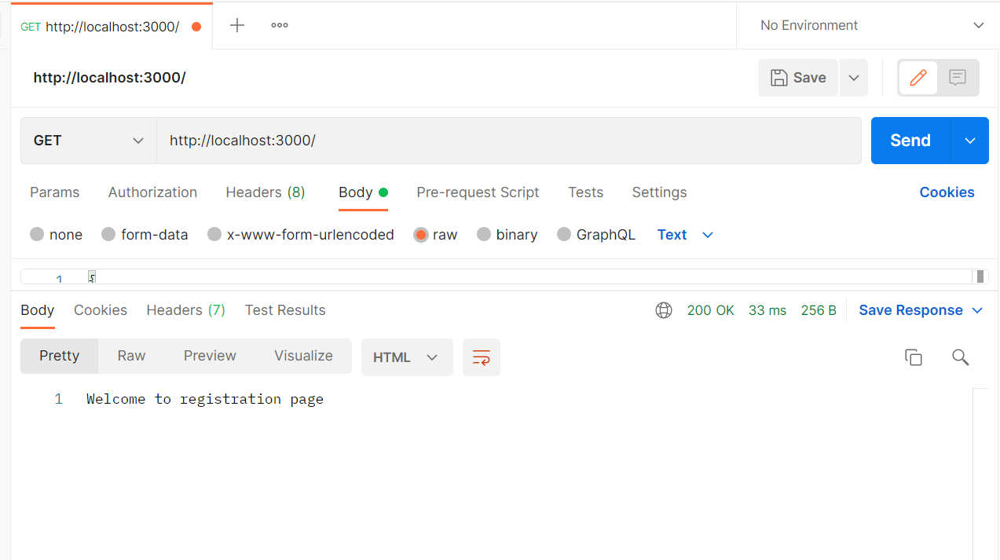 GET http://localhost:3000/
No Environment
http://localhost:3000/
Save
GET http://localhost:3000/ Send
Params Authorization Headers (8) Body Pre-request Script Tests Settings Cookies
none form-data x-www-form-urlencoded raw binary GraphQL Text
1 {
Body Cookies Headers (7) Test Results 200 OK 33 ms 256 B Save Response
Pretty Raw Preview Visualize HTML
1 Welcome to registration page